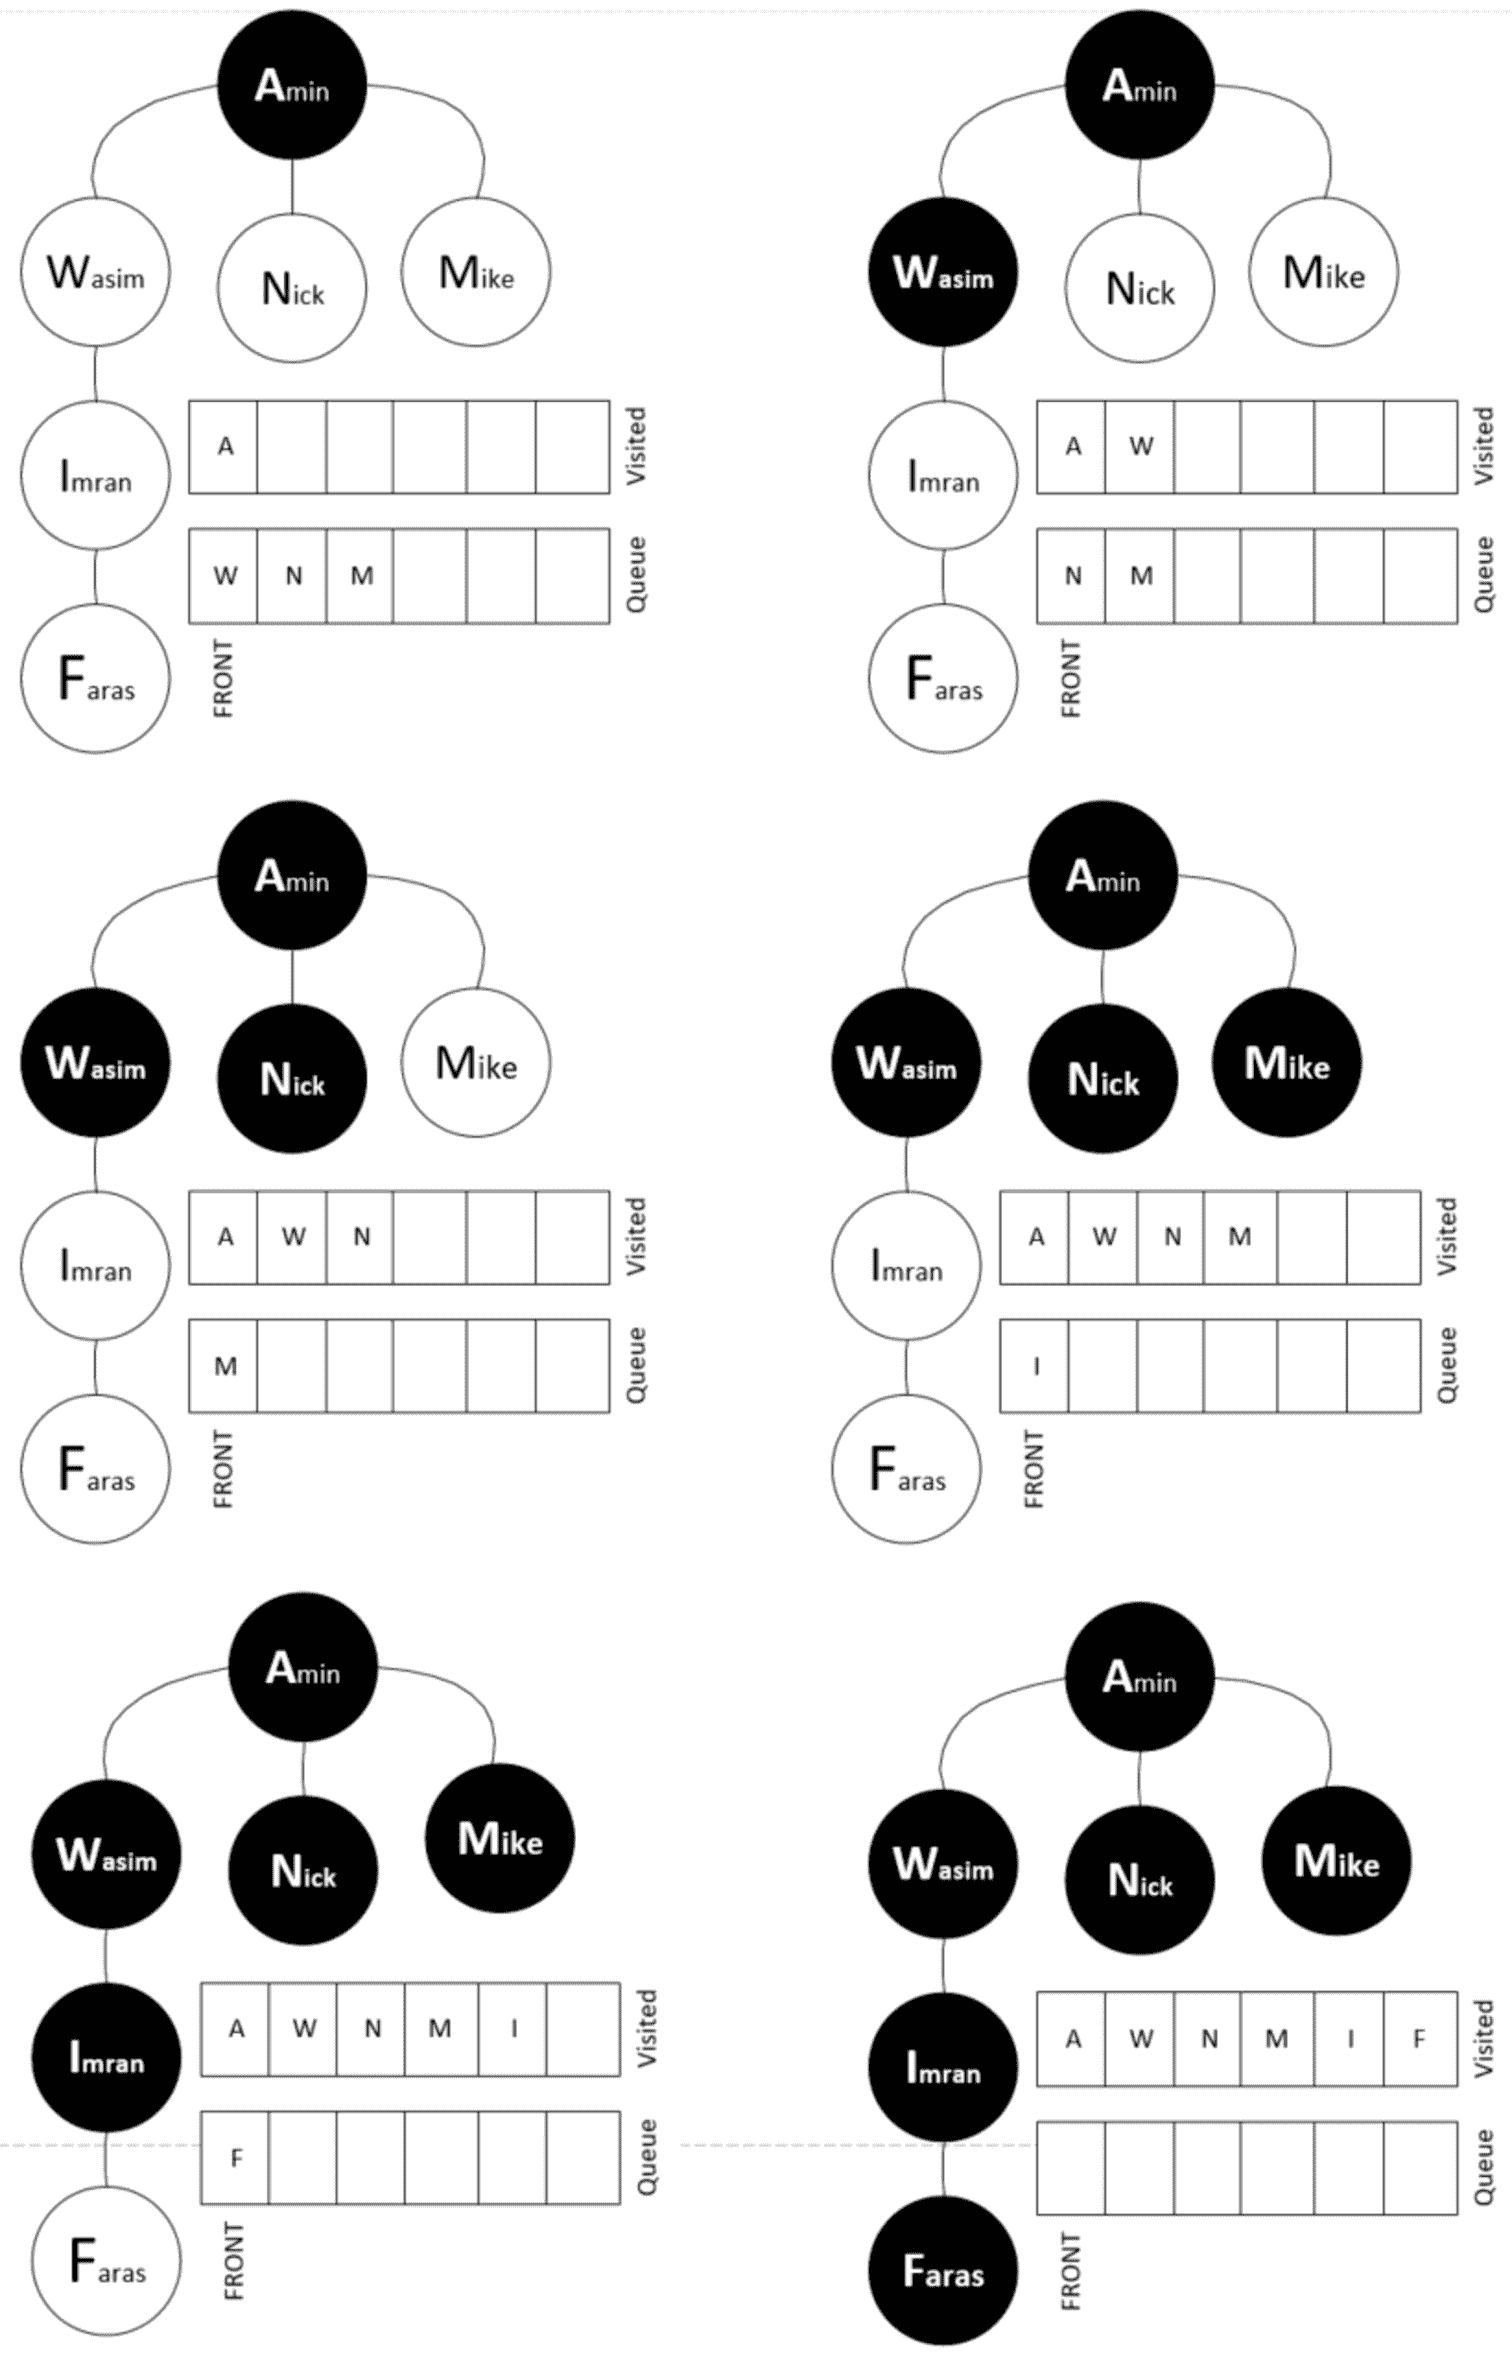 Amin
Wasim
Nick
Mike
Imran
A
Visited
W N M
Queue
Faras
FRONT
Amin
Wasim
Nick
Mike
Imran
A W
Visited
N M
Queue
Faras
FRONT
Amin
Wasim
Nick
Mike
Imran
A W N
Visited
M
Queue
Faras
FRONT
Amin
Wasim
Nick
Mike
Imran
A W N M
Visited
I
Queue
Faras
FRONT
Amin
Wasim
Nick
Mike
Imran
A W N M I
Visited
F
Queue
Faras
FRONT
Amin
Wasim
Nick
Mike
Imran
A W N M I F
Visited
Queue
Faras
FRONT